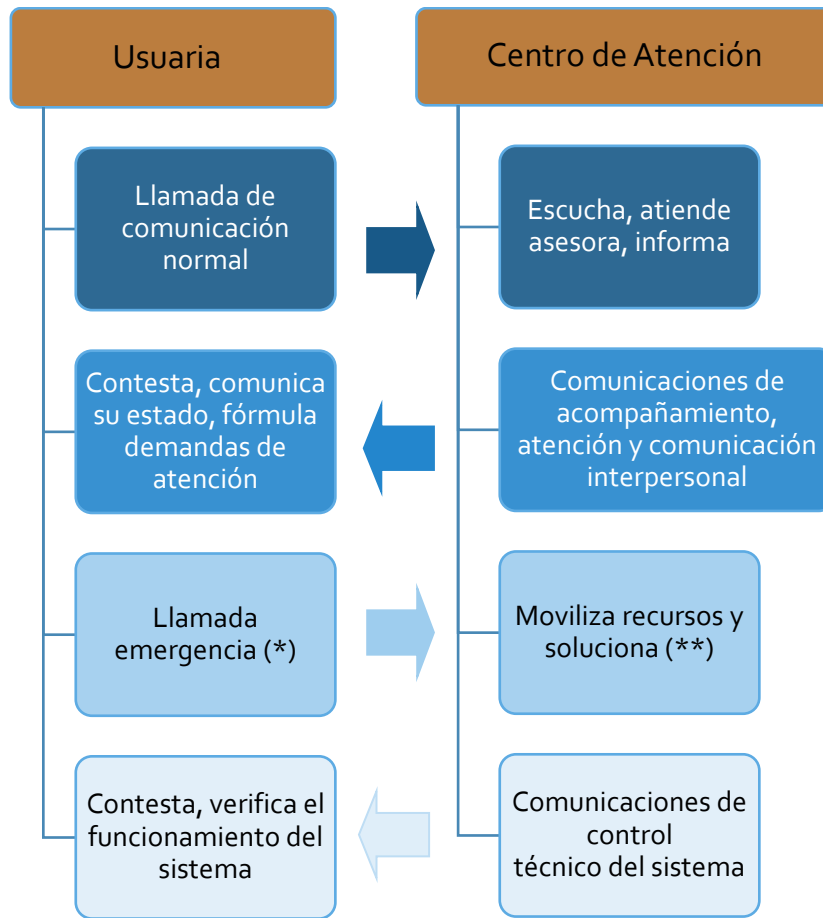 Usuaria
Centro de Atención
Llamada de
comunicación
normal
Escucha, atiende
asesora, informa
Contesta, comunica
su estado, fórmula
demandas de
atención
Comunicaciones de
acompañamiento,
atención y comunicación
interpersonal
Llamada
emergencia (*)
Moviliza recursos y
soluciona (**)
Contesta, verifica el
funcionamiento del
sistema
Comunicaciones de
control
técnico del sistema